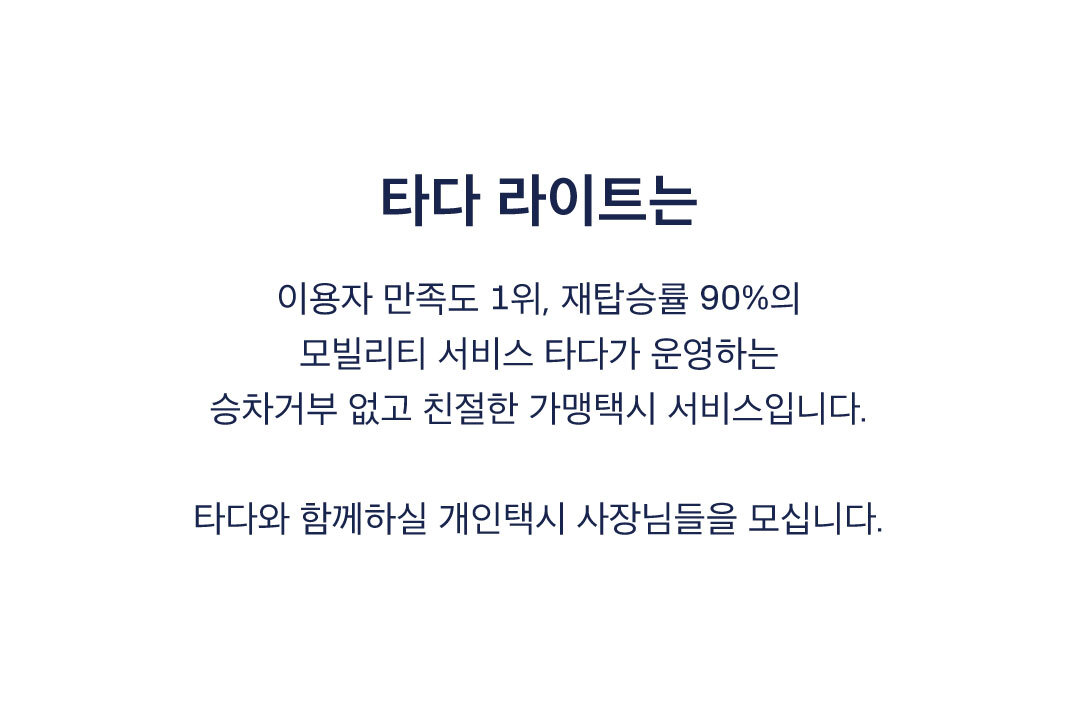 타다 라이트는
이용자 만족도 1위, 재탑승률 90%의
모빌리티 서비스 타다가 운영하는
승차거부 없고 친절한 가맹택시 서비스입니다.
타다와 함께하실 개인택시 사장님들을 모십니다.